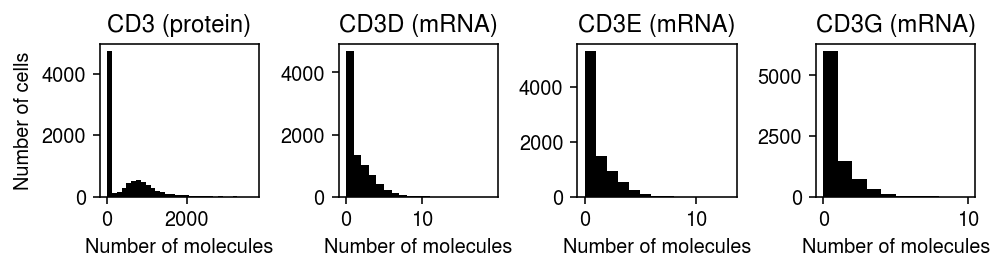 CD3 (protein)
CD3D (mRNA)
CD3E (mRNA)
CD3G (mRNA)
Number of cells
4000
2000
0
0
2000
Number of molecules
4000
2000
0
0
10
Number of molecules
4000
2000
0
0
10
Number of molecules
5000
2500
0
0
10
Number of molecules